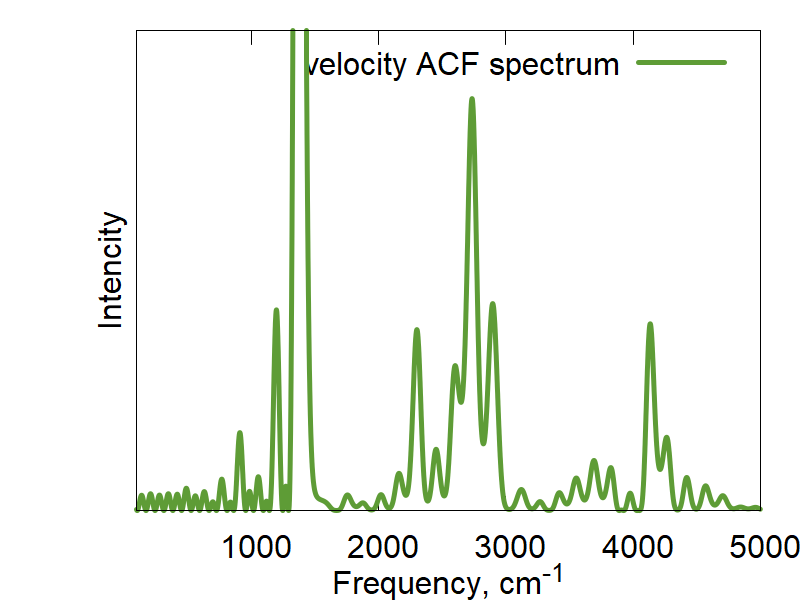 velocity ACF spectrum
Intencity
1000 2000 3000 4000 5000
Frequency, cm-1